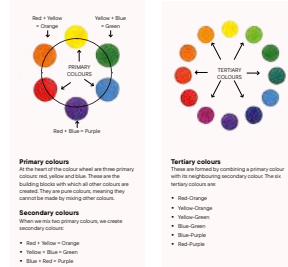 Red + Yellow
= Orange
Yellow + Blue
= Green
PRIMARY
COLOURS
Red + Blue = Purple
Primary colours
At the heart of the colour wheel are three primary
colours: red, yellow and blue. These are the
building blocks with which all other colours are
created. They are pure colours, meaning they
cannot be made by mixing other colours.
Secondary colours
When we mix two primary colours, we create
secondary colours:
• Red + Yellow = Orange
• Yellow + Blue = Green
• Blue + Red = Purple
TERTIARY
COLOURS
Tertiary colours
These are formed by combining a primary colour
with its neighbouring secondary colour. The six
tertiary colours are:
• Red-Orange
• Yellow-Orange
• Yellow-Green
• Blue-Green
• Blue-Purple
• Red-Purple